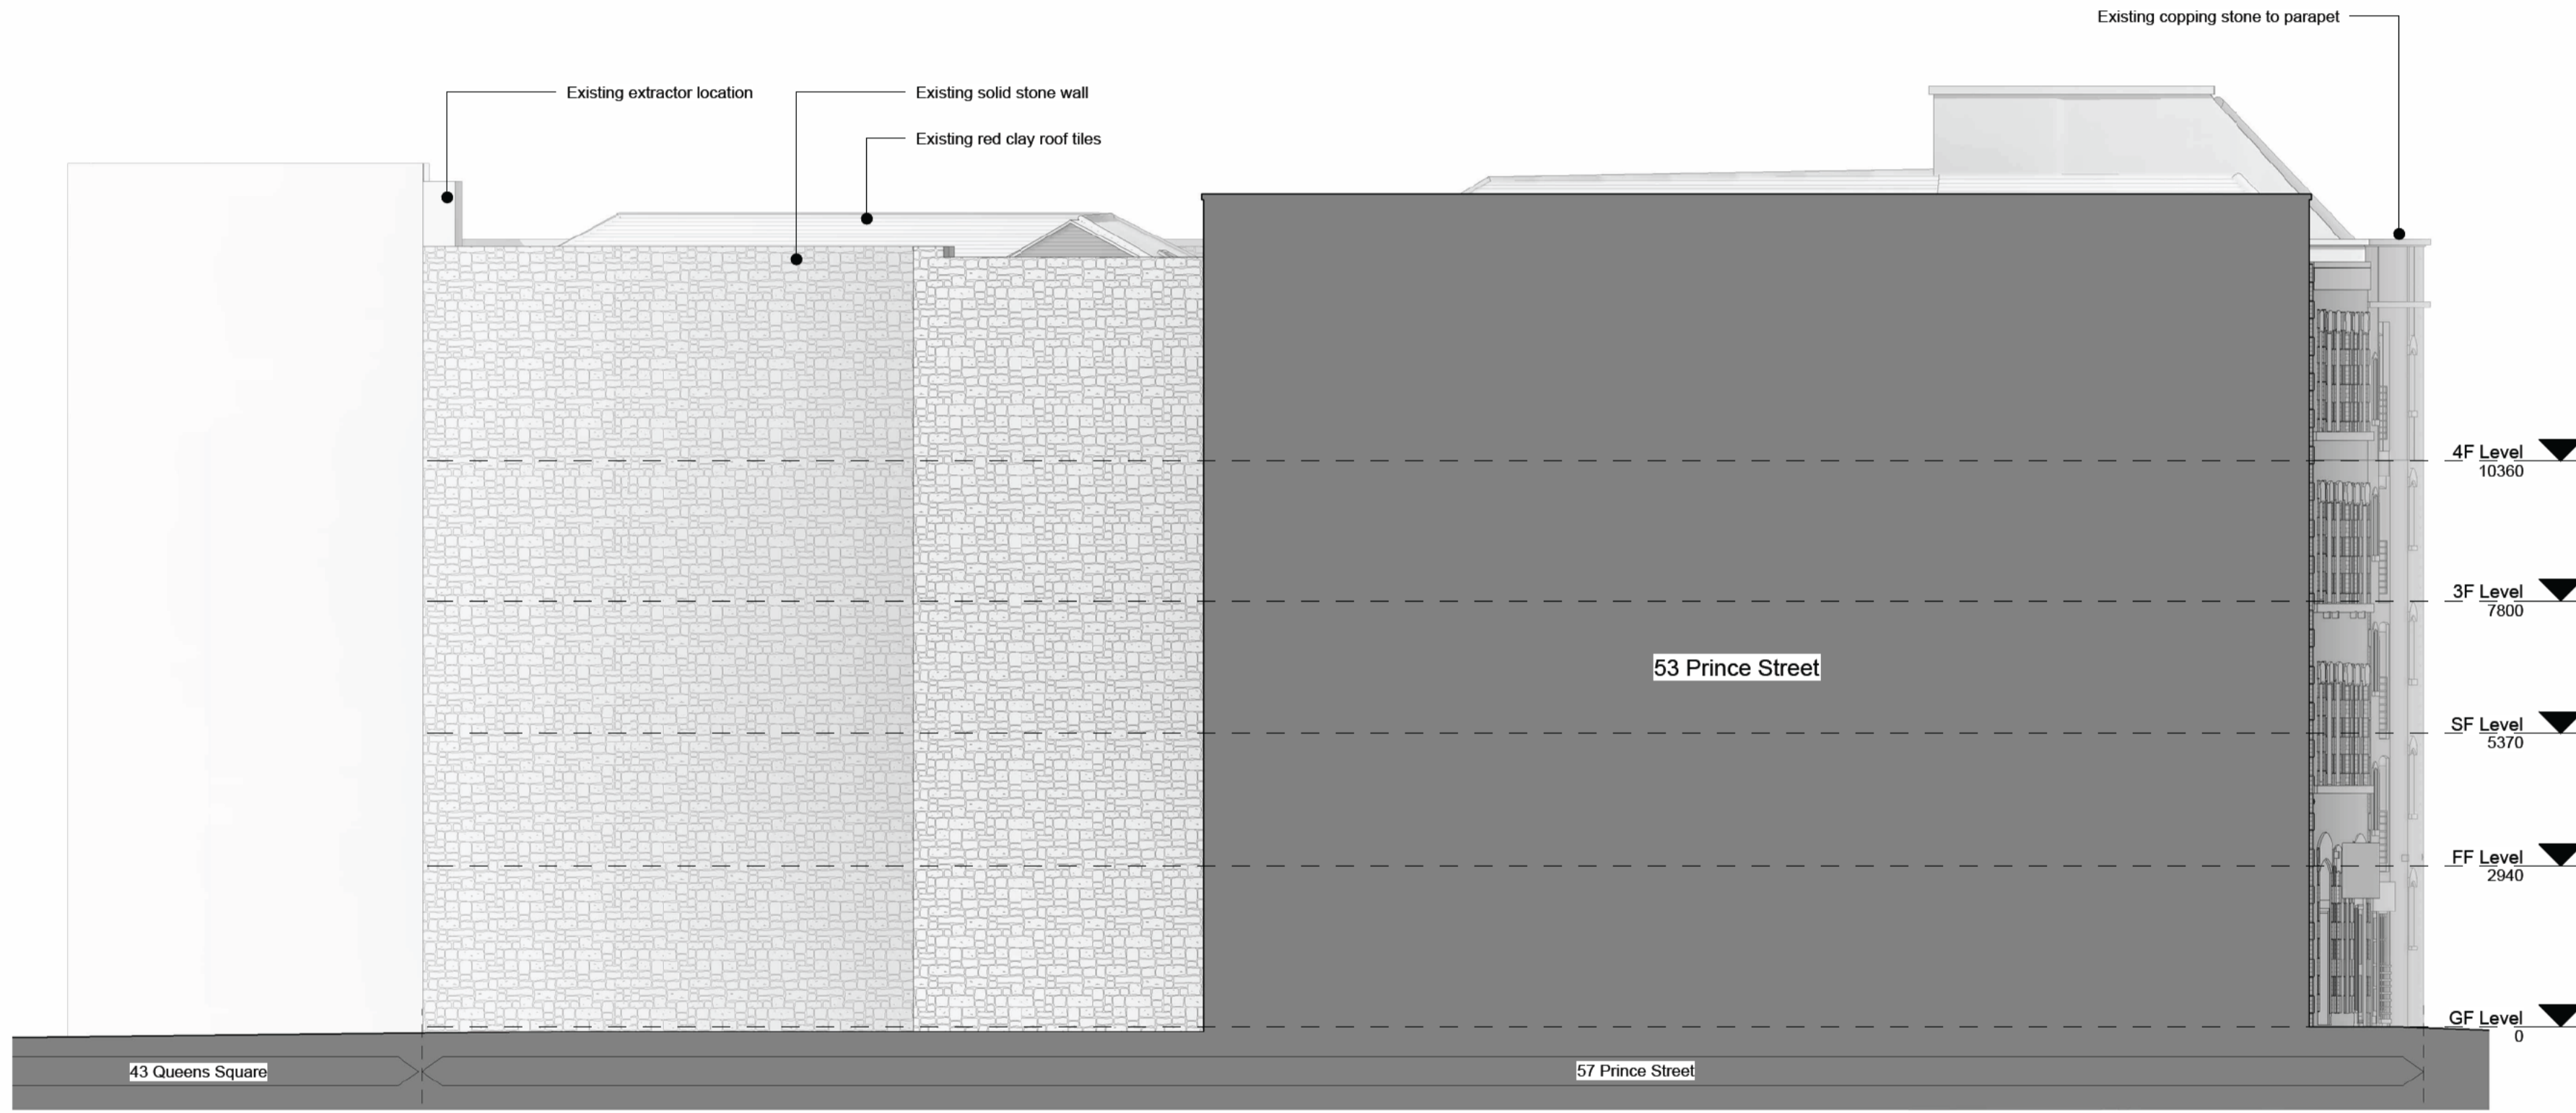 Existing copping stone to parapet
Existing extractor location
Existing solid stone wall
Existing red clay roof tiles
4F Level
10360
3F Level
7800
53 Prince Street
SF Level
5370
FF Level
2940
GF Level
0
43 Queens Square
57 Prince Street